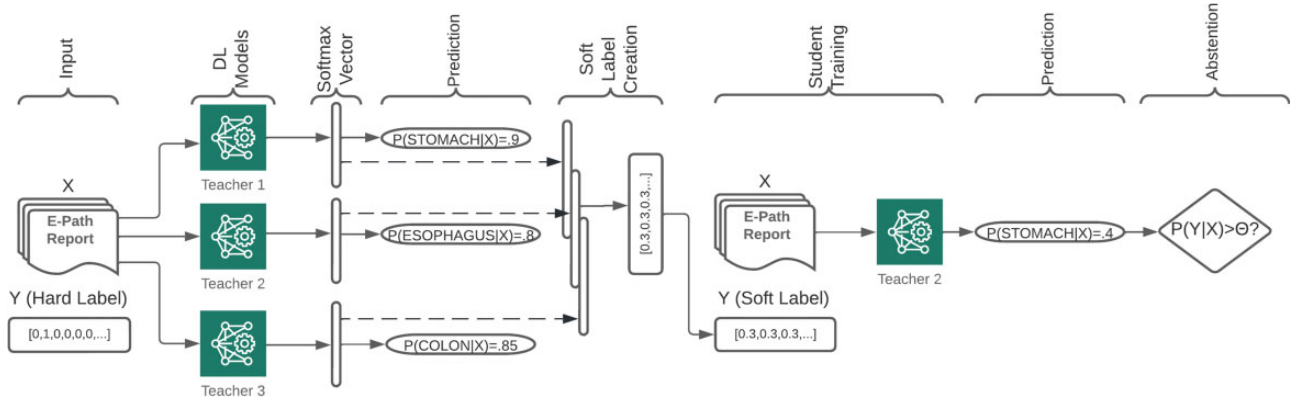 Input
DL
Models
Softmax
Vector
Prediction
Soft
Label
Creation
Student
Training
Prediction
Abstention
X
E-Path
Report
Y (Hard Label)
[0,1,0,0,0,0,...]
Teacher 1
Teacher 2
Teacher 3
P(STOMACH|X)=.9
P(ESOPHAGUS|X)=.8
P(COLON|X)=.85
[0.3,0.3,0.3,...]
X
E-Path
Report
Y (Soft Label)
[0.3,0.3,0.3,...]
Teacher 2
P(STOMACH|X)=.4
P(Y|X)>Θ?